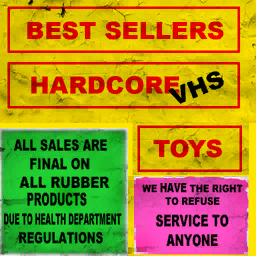 BEST SELLERS
HARDCORE VHS
TOYS
ALL SALES ARE
FINAL ON
ALL RUBBER
PRODUCTS
DUE TO HEALTH DEPARTMENT
REGULATIONS
WE HAVE THE RIGHT
TO REFUSE
SERVICE TO
ANYONE